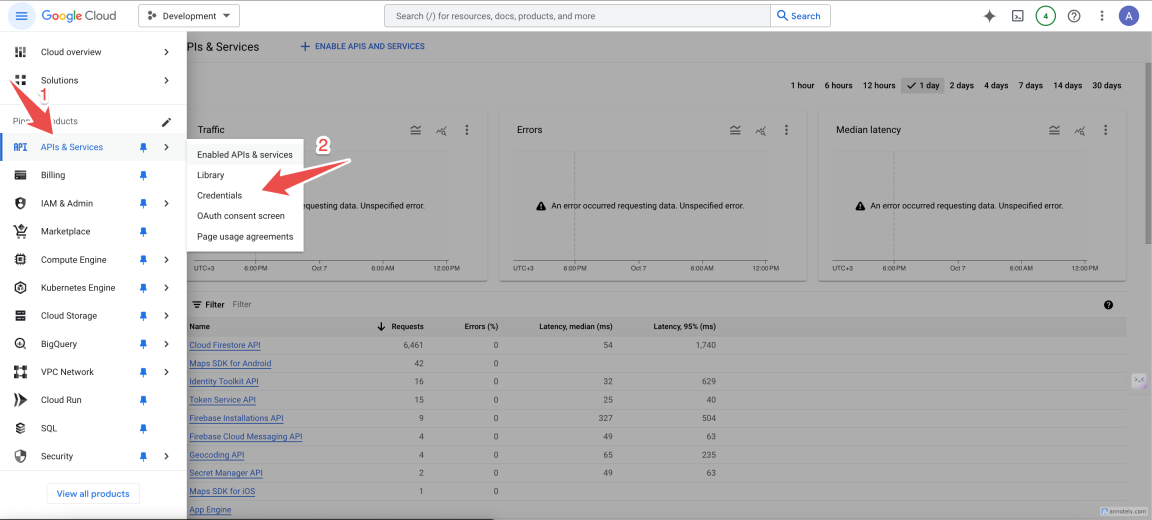 Google Cloud
Development
Search (/) for resources, docs, products, and more
Search
4
A
Cloud overview
Solutions
1
Products
APIs & Services
Billing
IAM & Admin
Marketplace
Compute Engine
Kubernetes Engine
Cloud Storage
BigQuery
VPC Network
Cloud Run
SQL
Security
View all products
API
PIs & Services
ENABLE APIS AND SERVICES
1 hour 6 hours 12 hours 1 day 2 days 4 days 7 days 14 days 30 days
Traffic
Enabled APIs & services
Library
Credentials
OAuth consent screen
Page usage agreements
2
requesting data. Unspecified error.
UTC+3 6:00 PM Oct 7 6:00 AM 12:00 PM
Errors
An error occurred requesting data. Unspecified error.
UTC+3 6:00 PM Oct 7 6:00 AM 12:00 PM
Median latency
An error occurred requesting data. Unspecified error.
UTC+3 6:00 PM Oct 7 6:00 AM 12:00 PM
Filter Filter
Name Requests Errors (%) Latency, median (ms) Latency, 95% (ms)
Cloud Firestore API 6,461 0 54 1,740
Maps SDK for Android 42 0
Identity Toolkit API 16 0 32 629
Token Service API 15 0 25 40
Firebase Installations API 9 0 327 504
Firebase Cloud Messaging API 4 0 49 63
Geocoding API 4 0 65 235
Secret Manager API 2 0 49 63
Maps SDK for iOS 1 0
App Engine
annotely.com